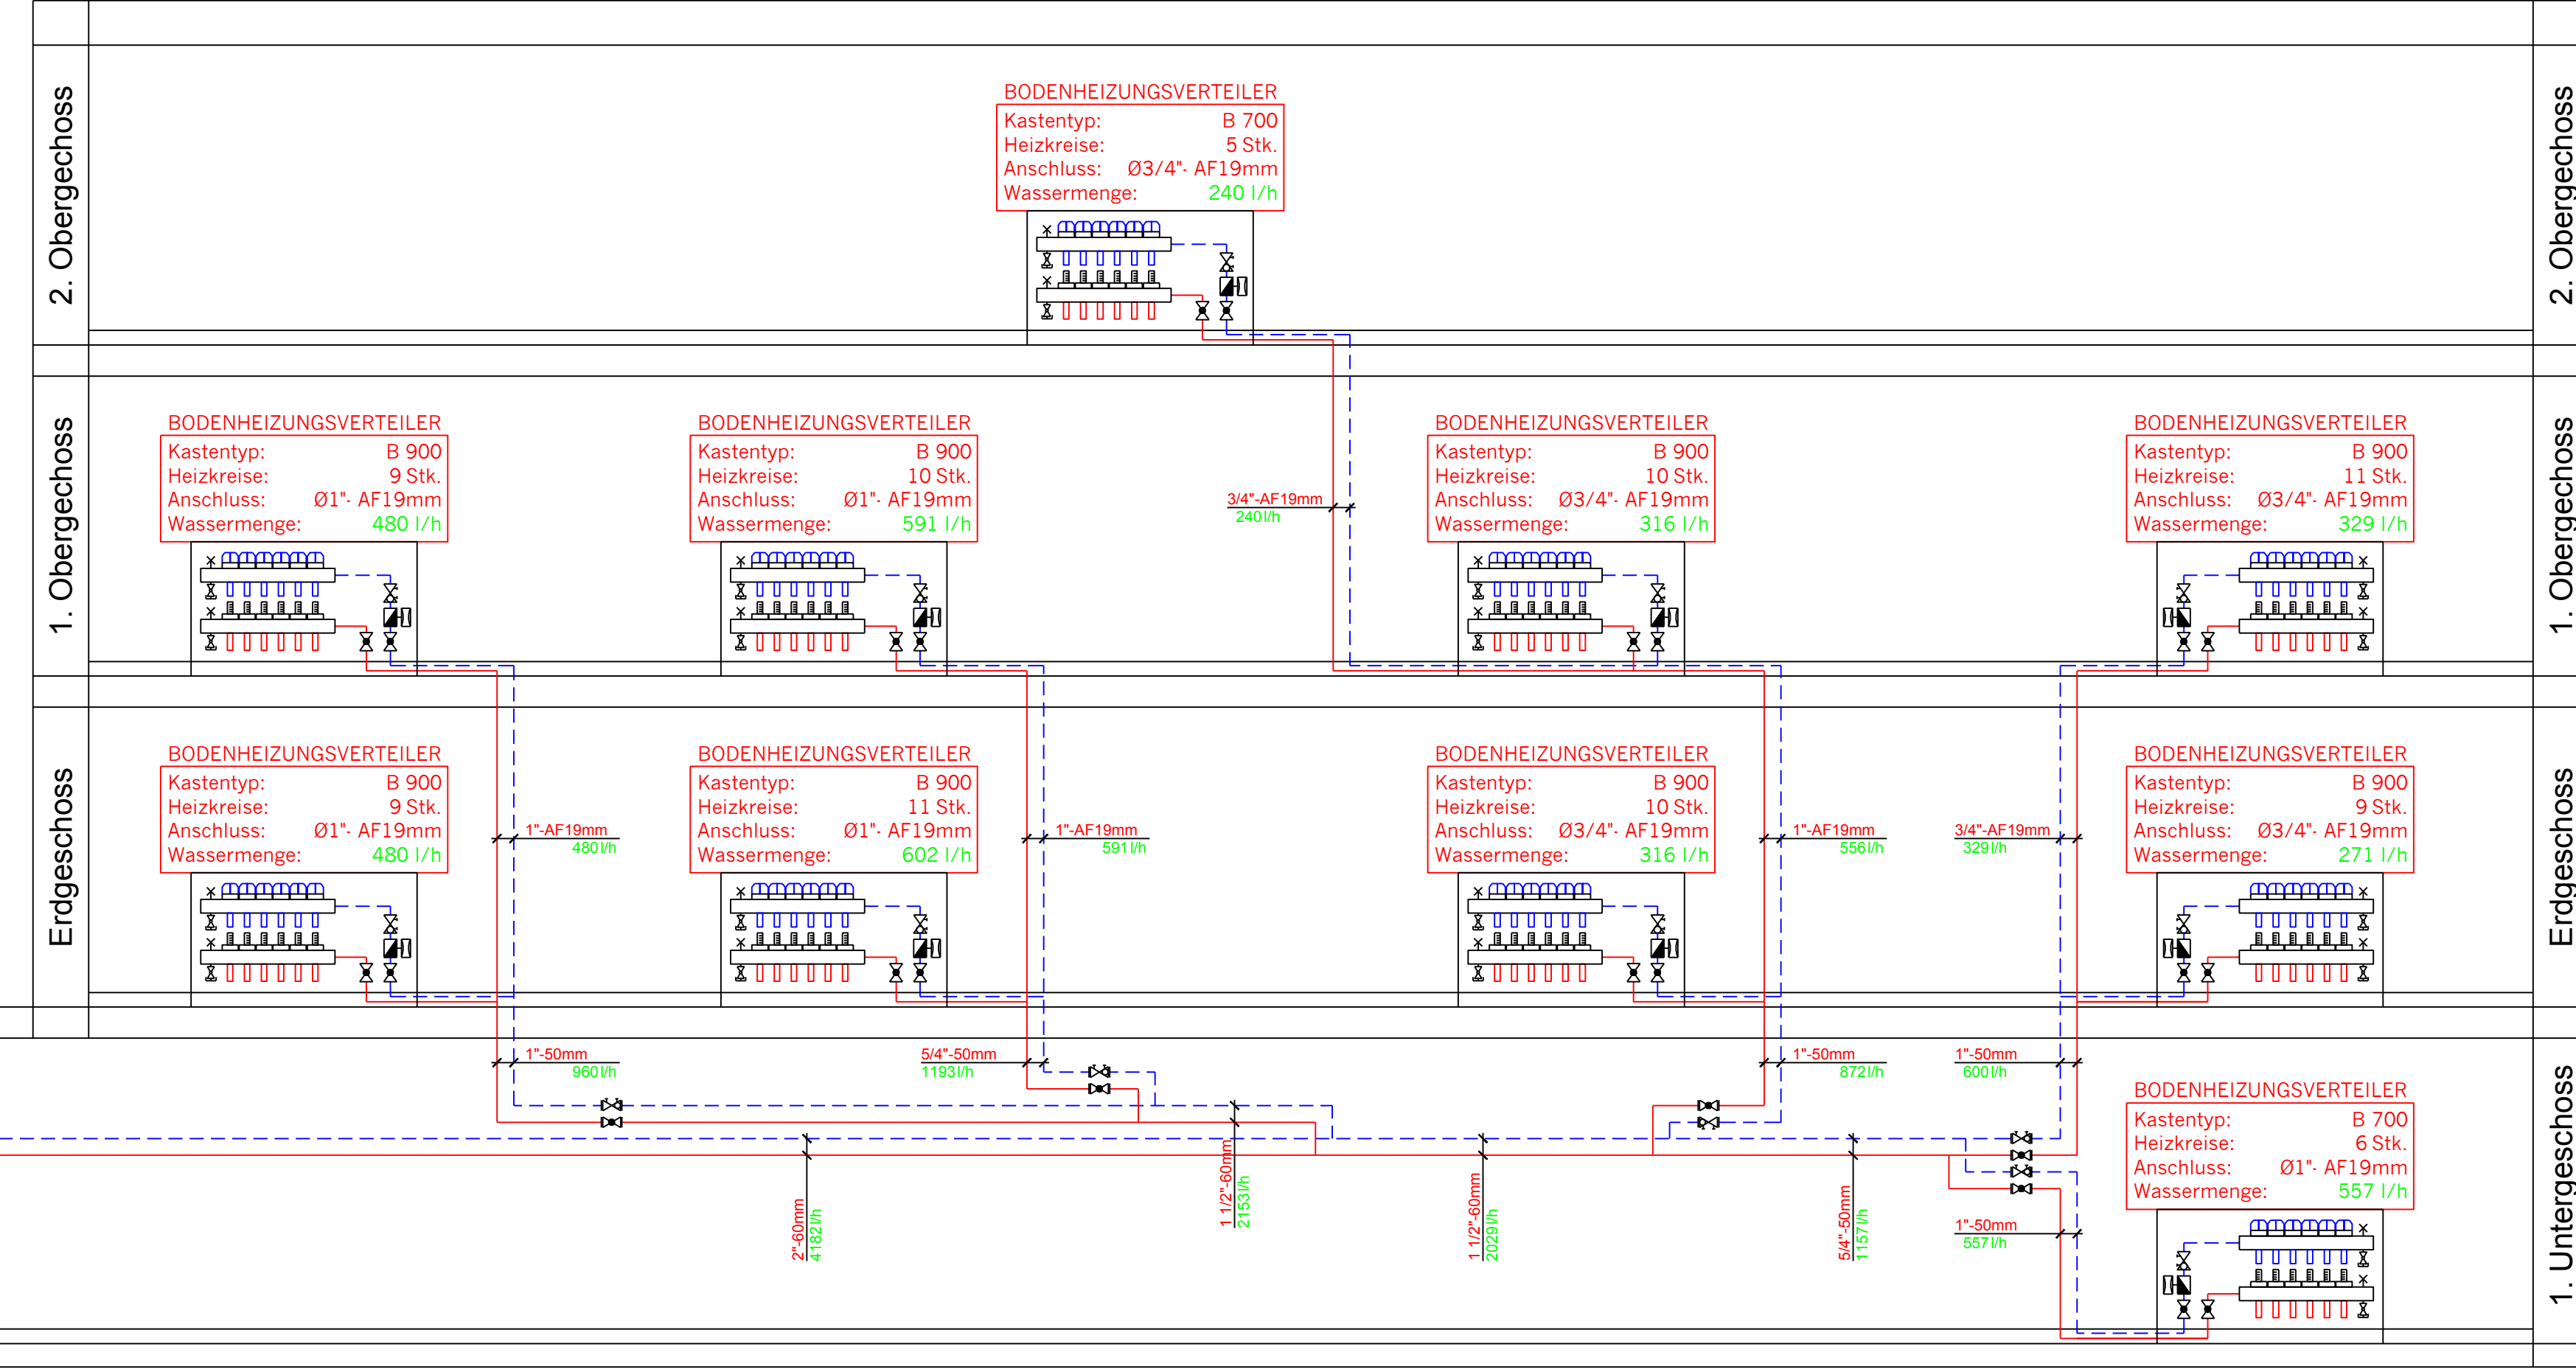 2. Obergechoss
BODENHEIZUNGSVERTEILER
Kastentyp: B 700
Heizkreise: 5 Stk.
Anschluss: Ø3/4"- AF19mm
Wassermenge: 240 l/h
2. Obergechoss
1. Obergechoss
BODENHEIZUNGSVERTEILER
Kastentyp: B 900
Heizkreise: 9 Stk.
Anschluss: Ø1"- AF19mm
Wassermenge: 480 l/h
BODENHEIZUNGSVERTEILER
Kastentyp: B 900
Heizkreise: 10 Stk.
Anschluss: Ø1"- AF19mm
Wassermenge: 591 l/h
3/4"-AF19mm
240 l/h
BODENHEIZUNGSVERTEILER
Kastentyp: B 900
Heizkreise: 10 Stk.
Anschluss: Ø3/4"- AF19mm
Wassermenge: 316 l/h
BODENHEIZUNGSVERTEILER
Kastentyp: B 900
Heizkreise: 11 Stk.
Anschluss: Ø3/4"- AF19mm
Wassermenge: 329 l/h
1. Obergechoss
Erdgeschoss
BODENHEIZUNGSVERTEILER
Kastentyp: B 900
Heizkreise: 9 Stk.
Anschluss: Ø1"- AF19mm
Wassermenge: 480 l/h
1"-AF19mm
480 l/h
BODENHEIZUNGSVERTEILER
Kastentyp: B 900
Heizkreise: 11 Stk.
Anschluss: Ø1"- AF19mm
Wassermenge: 602 l/h
1"-AF19mm
591 l/h
BODENHEIZUNGSVERTEILER
Kastentyp: B 900
Heizkreise: 10 Stk.
Anschluss: Ø3/4"- AF19mm
Wassermenge: 316 l/h
1"-AF19mm
556 l/h
3/4"-AF19mm
329 l/h
BODENHEIZUNGSVERTEILER
Kastentyp: B 900
Heizkreise: 9 Stk.
Anschluss: Ø3/4"- AF19mm
Wassermenge: 271 l/h
Erdgeschoss
1"-50mm
960 l/h
5/4"-50mm
1193 l/h
1"-50mm
872 l/h
1"-50mm
600 l/h
2"-60mm
4182 l/h
1 1/2"-60mm
2153 l/h
1 1/2"-60mm
2029 l/h
5/4"-50mm
1157 l/h
1"-50mm
557 l/h
BODENHEIZUNGSVERTEILER
Kastentyp: B 700
Heizkreise: 6 Stk.
Anschluss: Ø1"- AF19mm
Wassermenge: 557 l/h
1. Untergeschoss